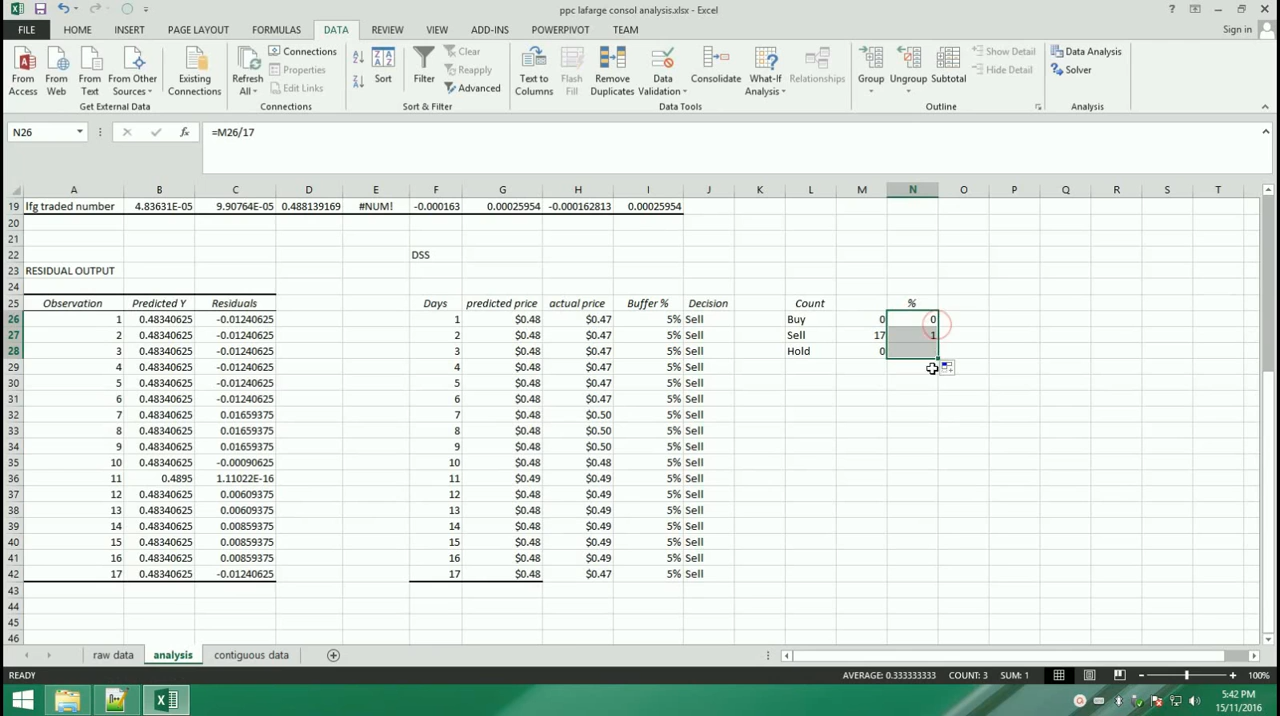 ppc lafarge consol analysis.xlsx - Excel
FILE HOME INSERT PAGE LAYOUT FORMULAS DATA REVIEW VIEW ADD-INS POWERPIVOT TEAM Sign in
From Access From Web From Text From Other Sources Existing Connections Refresh All Connections Properties Edit Links Sort Filter Clear Reapply Advanced Text to Columns Flash Fill Remove Duplicates Data Validation Consolidate What-If Analysis Relationships Group Ungroup Subtotal Show Detail Hide Detail Data Analysis Solver
Get External Data Connections Sort & Filter Data Tools Outline Analysis
N26 fx =M26/17
A B C D E F G H I J K L M N O P Q R S T
19 lfg traded number 4.83631E-05 9.90764E-05 0.488139169 #NUM! -0.000163 0.00025954 -0.000162813 0.00025954
20
21
22 DSS
23 RESIDUAL OUTPUT
24
25 Observation Predicted Y Residuals Days predicted price actual price Buffer % Decision Count %
26 1 0.48340625 -0.01240625 1 $0.48 $0.47 5% Sell Buy 0 0
27 2 0.48340625 -0.01240625 2 $0.48 $0.47 5% Sell Sell 17 1
28 3 0.48340625 -0.01240625 3 $0.48 $0.47 5% Sell Hold 0
29 4 0.48340625 -0.01240625 4 $0.48 $0.47 5% Sell
30 5 0.48340625 -0.01240625 5 $0.48 $0.47 5% Sell
31 6 0.48340625 -0.01240625 6 $0.48 $0.47 5% Sell
32 7 0.48340625 0.01659375 7 $0.48 $0.50 5% Sell
33 8 0.48340625 0.01659375 8 $0.48 $0.50 5% Sell
34 9 0.48340625 0.01659375 9 $0.48 $0.50 5% Sell
35 10 0.48340625 -0.00090625 10 $0.48 $0.48 5% Sell
36 11 0.4895 1.11022E-16 11 $0.49 $0.49 5% Sell
37 12 0.48340625 0.00609375 12 $0.48 $0.49 5% Sell
38 13 0.48340625 0.00609375 13 $0.48 $0.49 5% Sell
39 14 0.48340625 0.00859375 14 $0.48 $0.49 5% Sell
40 15 0.48340625 0.00859375 15 $0.48 $0.49 5% Sell
41 16 0.48340625 0.00859375 16 $0.48 $0.49 5% Sell
42 17 0.48340625 -0.01240625 17 $0.48 $0.47 5% Sell
43
44
45
46
raw data analysis contiguous data
READY AVERAGE: 0.333333333 COUNT: 3 SUM: 1 100%
5:42 PM
15/11/2016